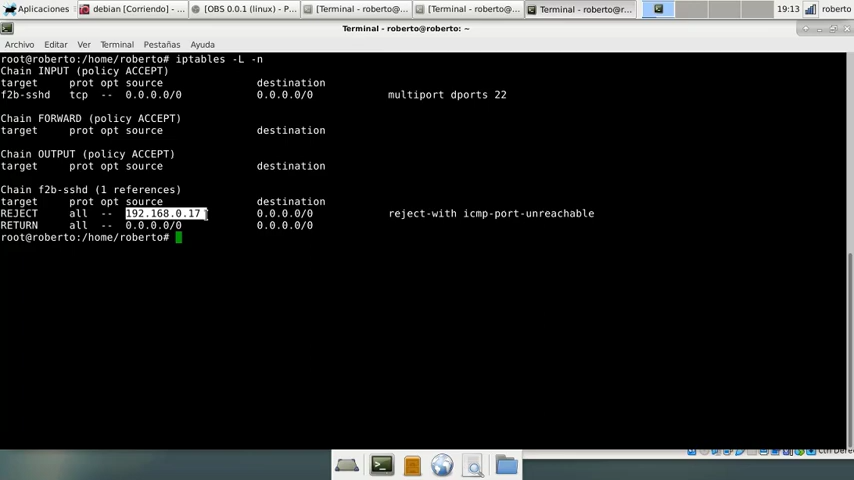 Aplicaciones debian [Corriendo] - ... [OBS 0.0.1 (linux) - P... [Terminal - roberto@... [Terminal - roberto@... Terminal - roberto@r... 19:13 roberto
Terminal - roberto@roberto: ~
Archivo Editar Ver Terminal Pestañas Ayuda
root@roberto:/home/roberto# iptables -L -n
Chain INPUT (policy ACCEPT)
target prot opt source destination
f2b-sshd tcp -- 0.0.0.0/0 0.0.0.0/0 multiport dports 22
Chain FORWARD (policy ACCEPT)
target prot opt source destination
Chain OUTPUT (policy ACCEPT)
target prot opt source destination
Chain f2b-sshd (1 references)
target prot opt source destination
REJECT all -- 192.168.0.17 0.0.0.0/0 reject-with icmp-port-unreachable
RETURN all -- 0.0.0.0/0 0.0.0.0/0
root@roberto:/home/roberto#